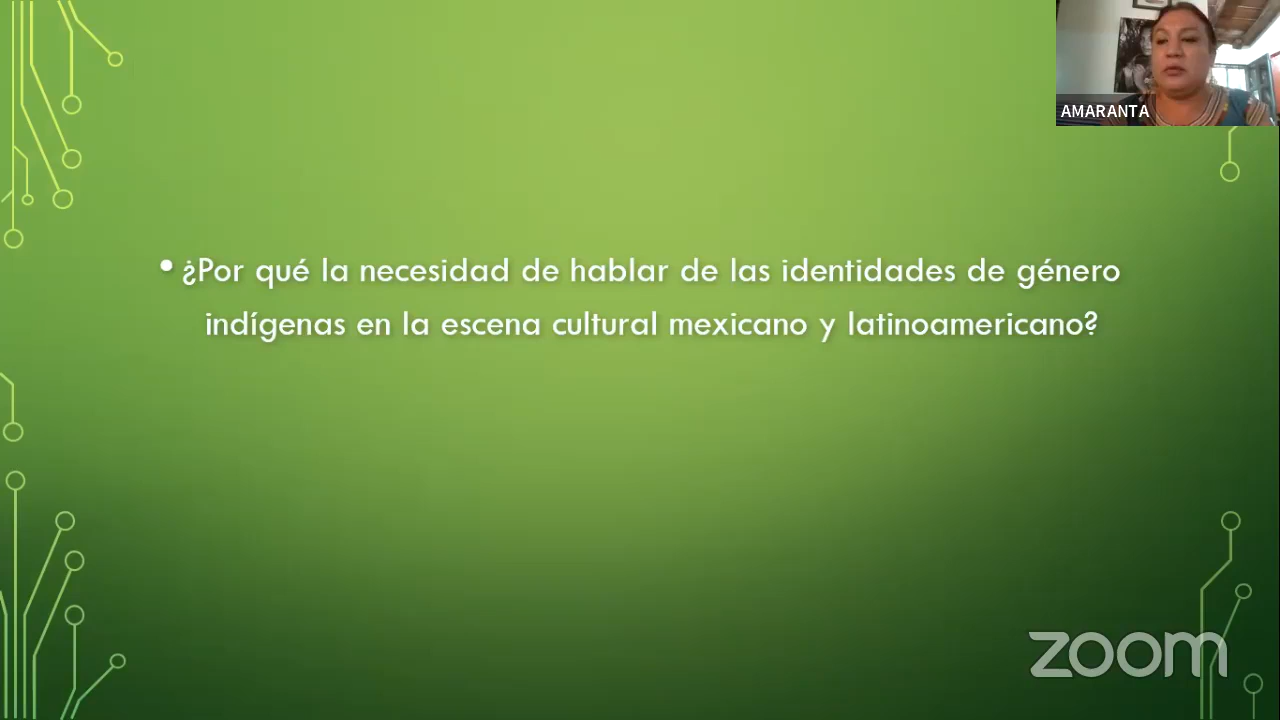 AMARANTA
• ¿Por qué la necesidad de hablar de las identidades de género
indígenas en la escena cultural mexicano y latinoamericano?
zoom